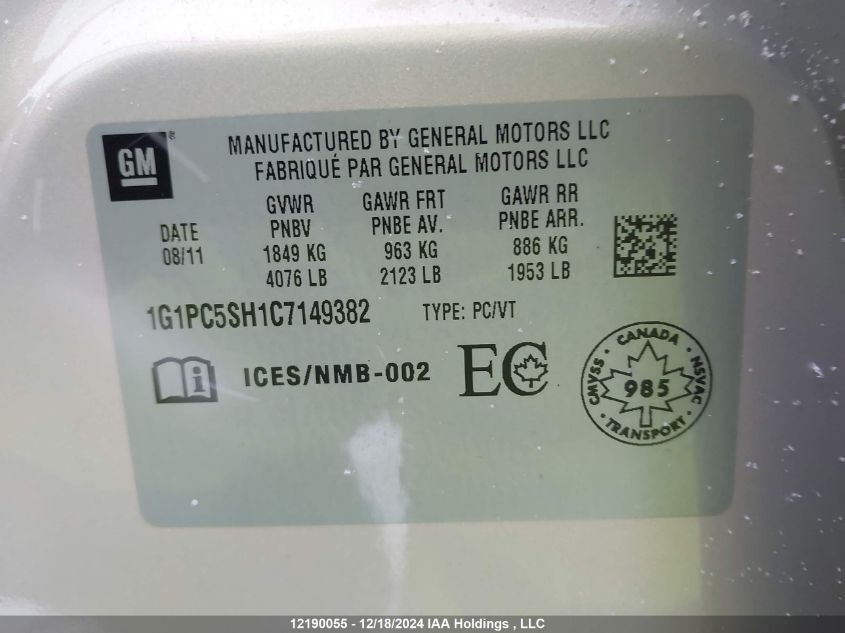 GM ®
MANUFACTURED BY GENERAL MOTORS LLC
FABRIQUÉ PAR GENERAL MOTORS LLC
GVWR GAWR FRT GAWR RR
DATE PNBV PNBE AV. PNBE ARR.
08/11 1849 KG 963 KG 886 KG
4076 LB 2123 LB 1953 LB
1G1PC5SH1C7149382 TYPE: PC/VT
i ICES/NMB-002 EC
CANADA
CMVSS 985 NSVAC
TRANSPORT
12190055 - 12/18/2024 IAA Holdings , LLC